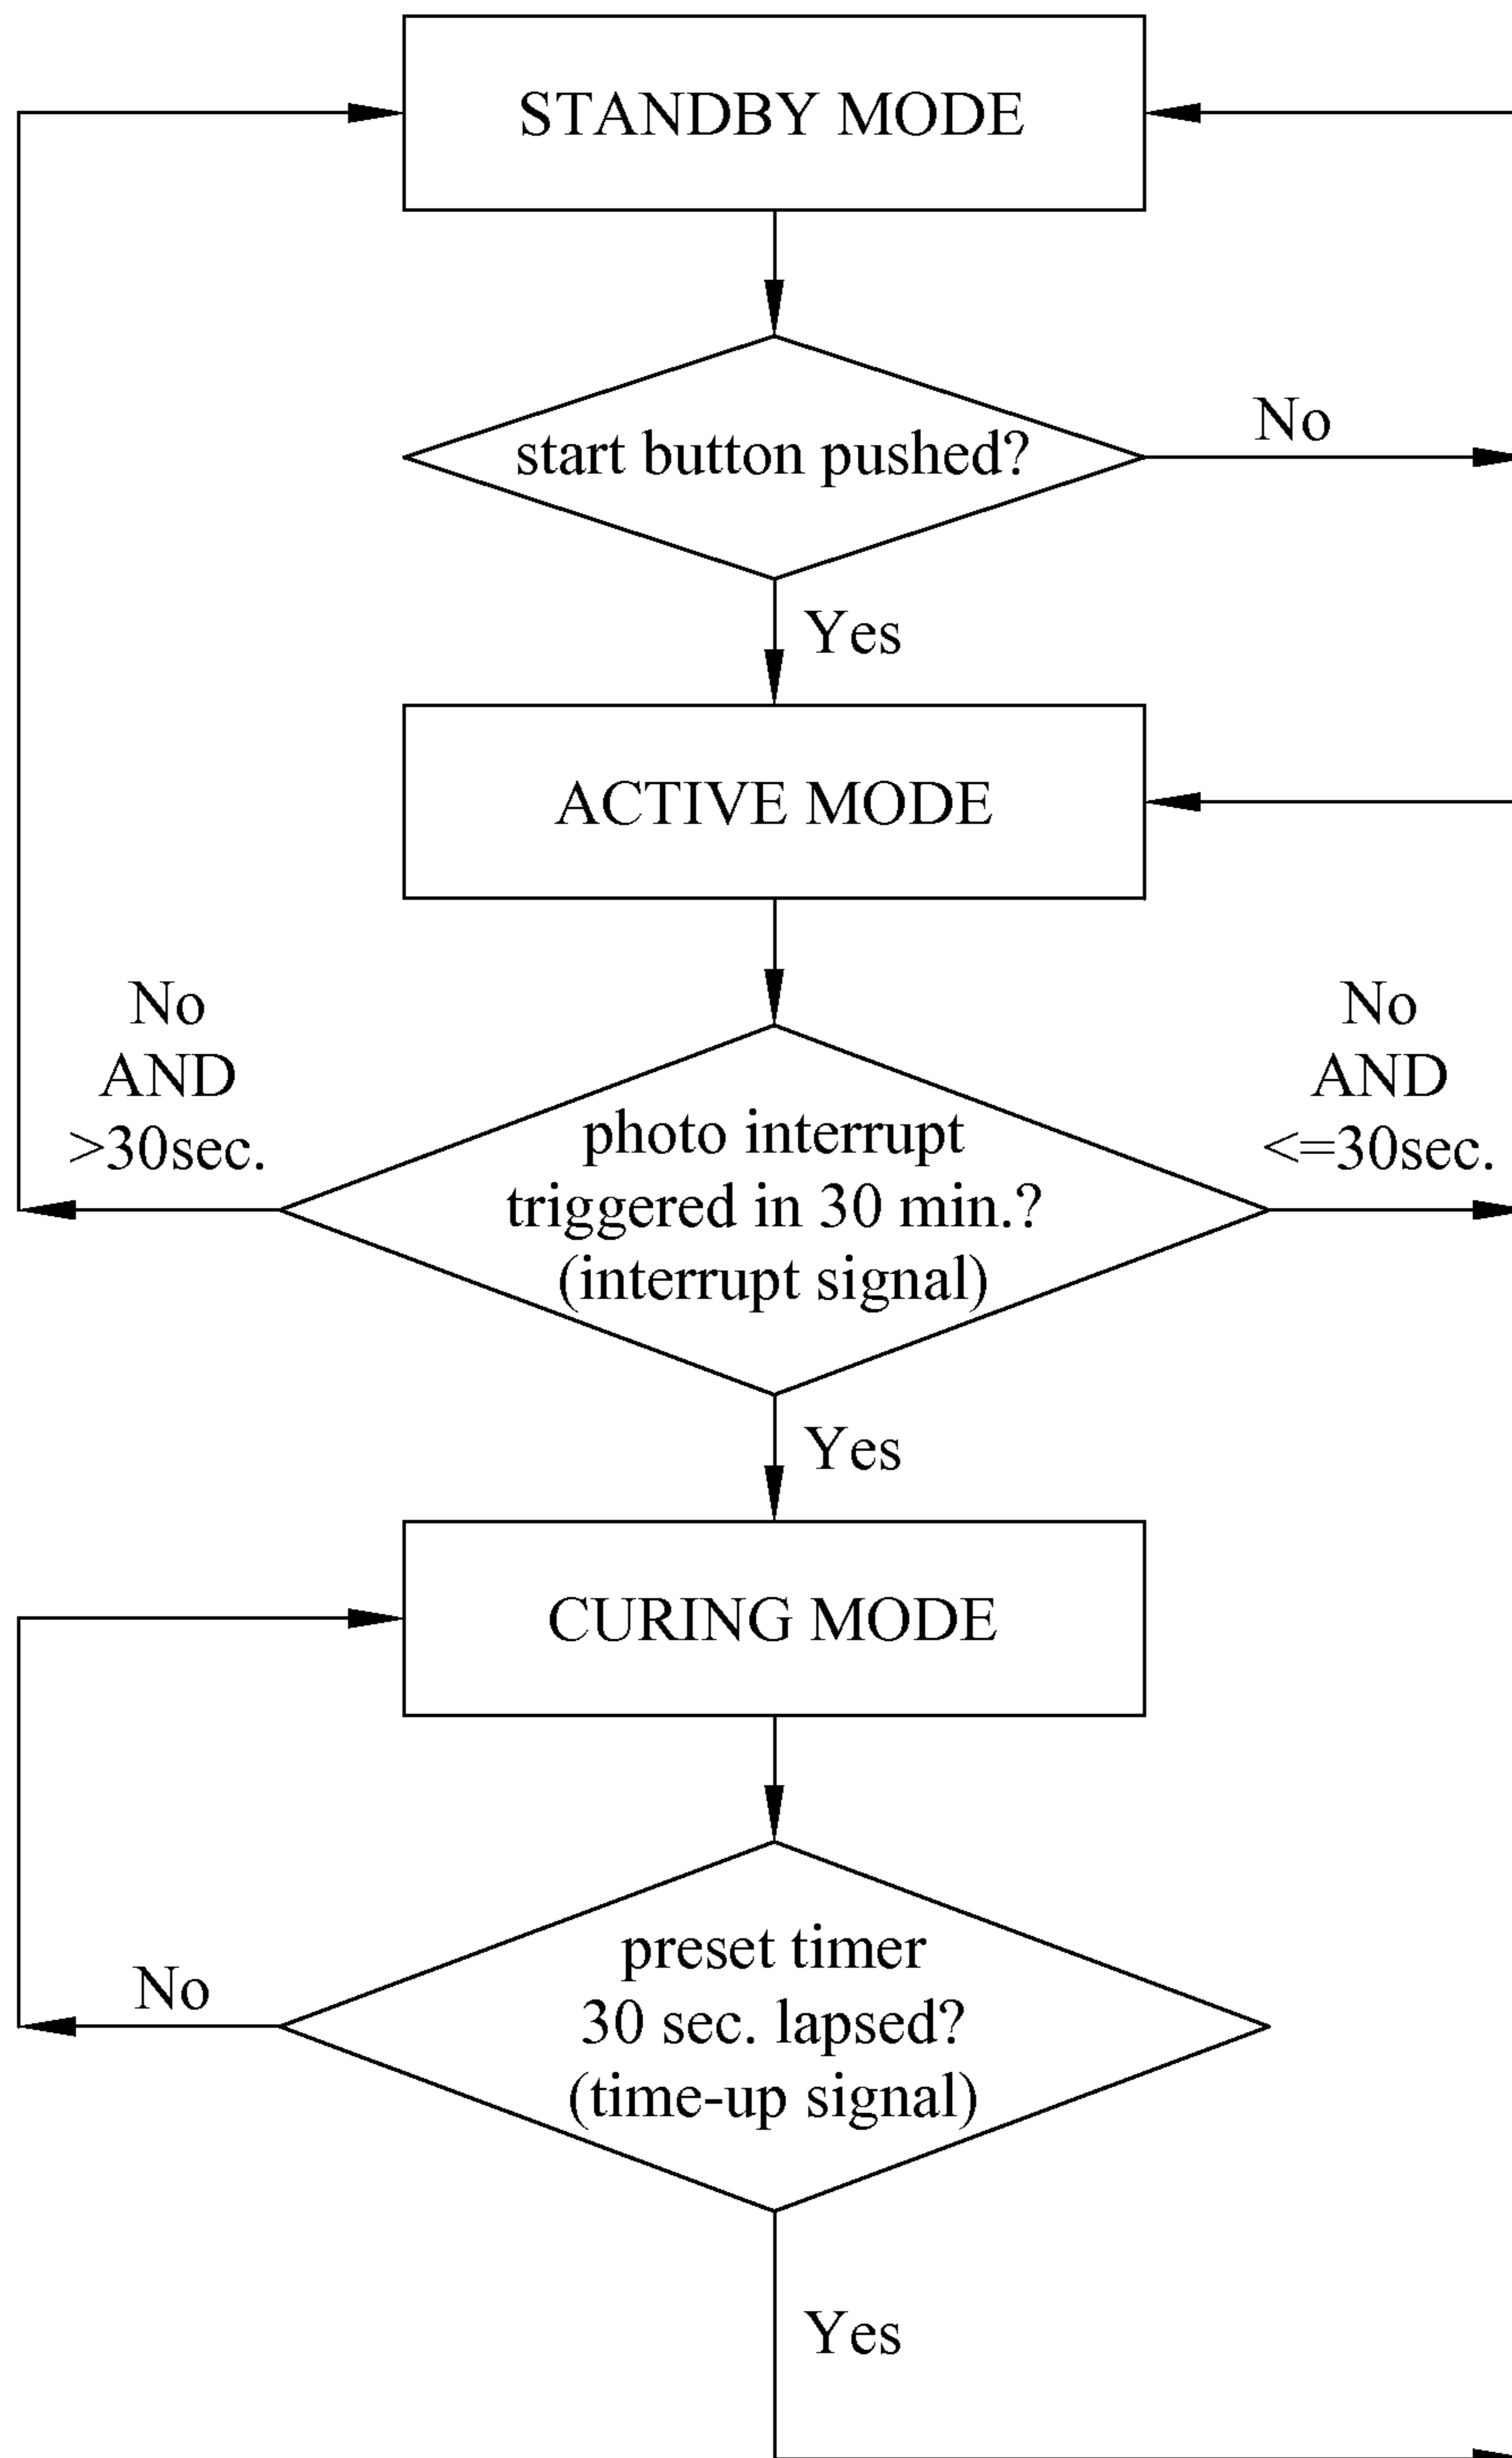 STANDBY MODE
start button pushed?
No
Yes
ACTIVE MODE
No
AND
>30sec.
No
AND
<=30sec.
photo interrupt
triggered in 30 min.?
(interrupt signal)
Yes
CURING MODE
preset timer
30 sec. lapsed?
(time-up signal)
No
Yes